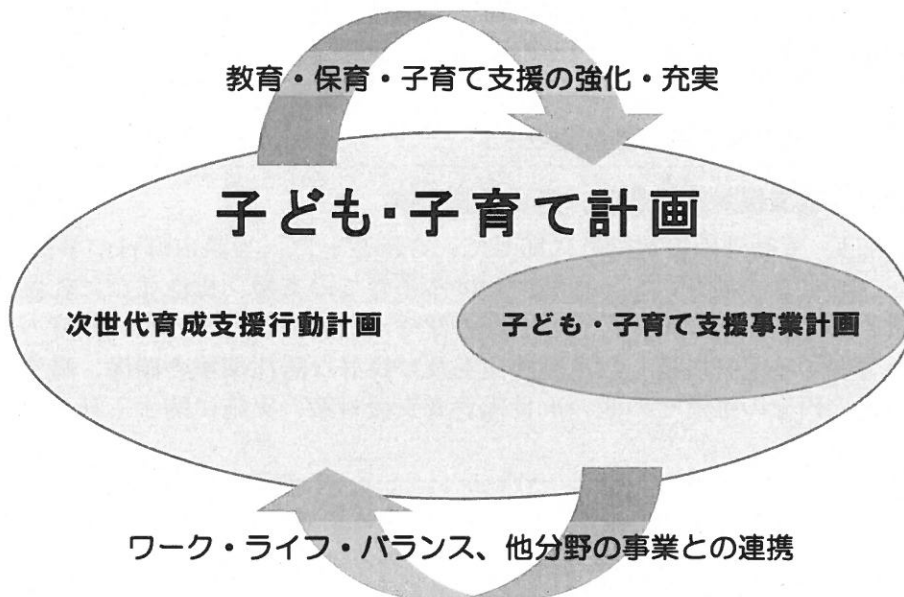 教育・保育・子育て支援の強化・充実
子ども・子育て計画
次世代育成支援行動計画
子ども・子育て支援事業計画
ワーク・ライフ・バランス、他分野の事業との連携